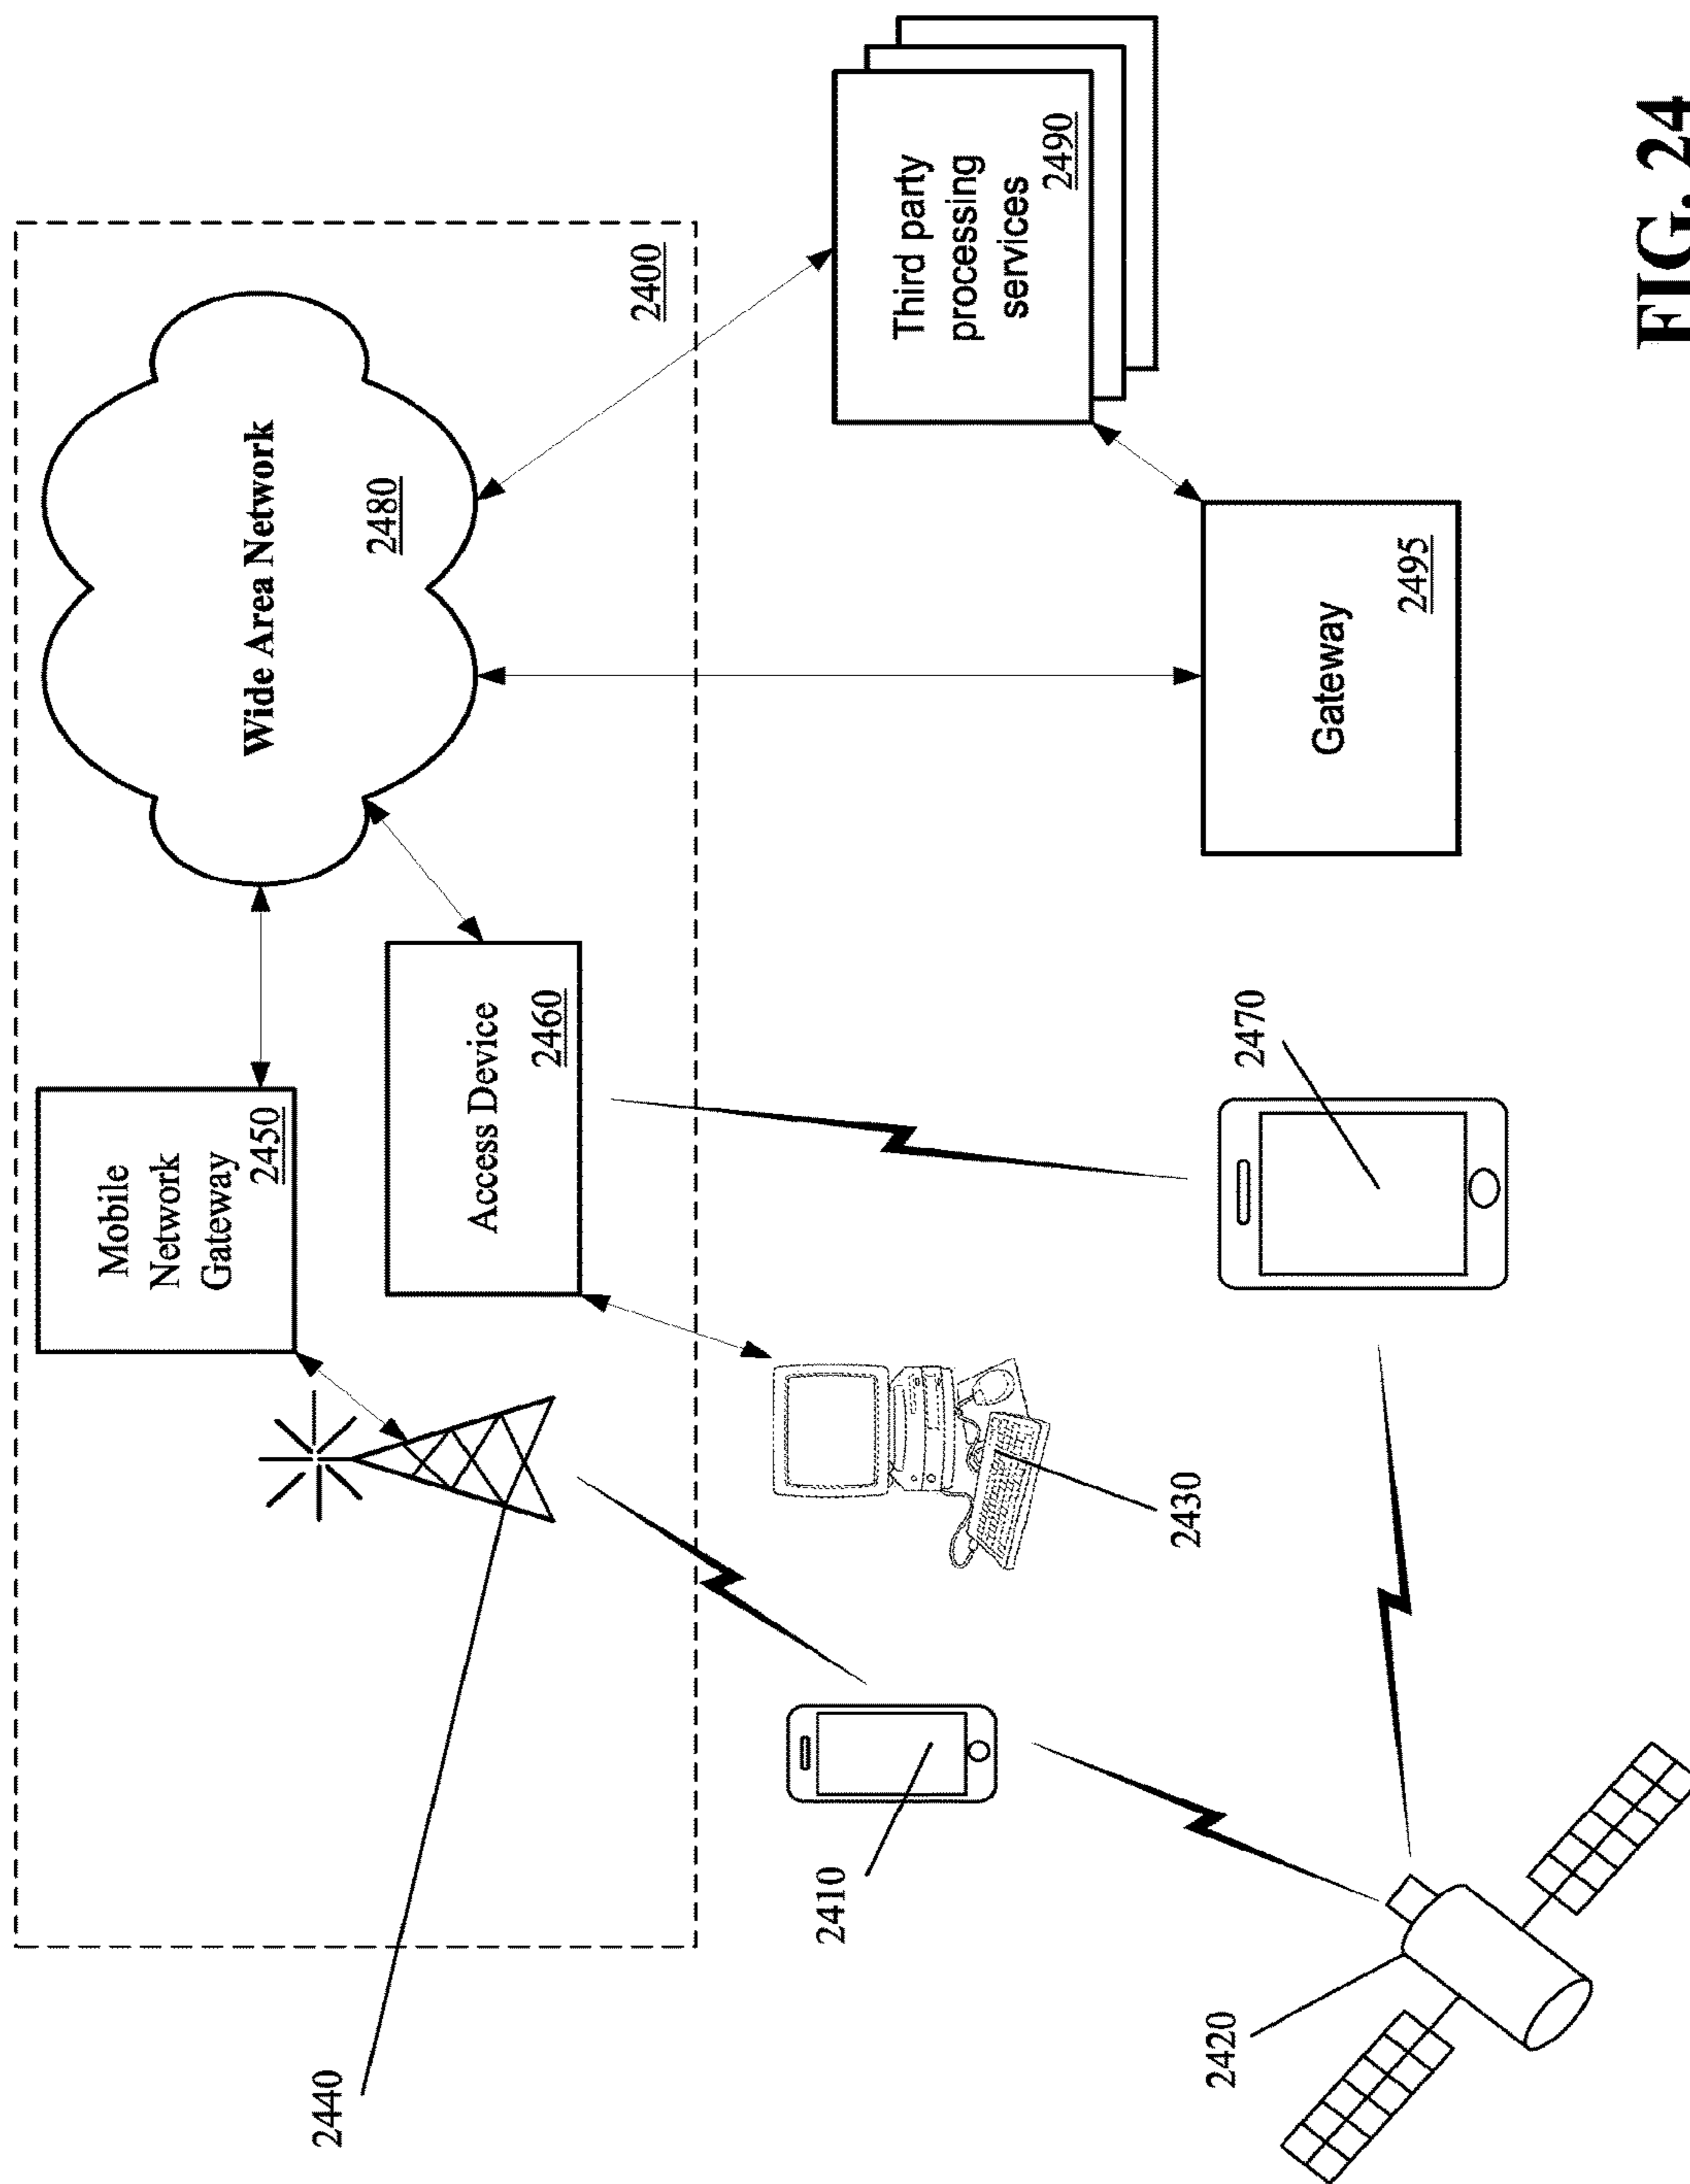 2440
Mobile
Network
Gateway
2450
Wide Area Network
2480
Access Device
2460
2400
2410
2430
2420
2470
Third party
processing
services
2490
Gateway
2495
FIG. 24